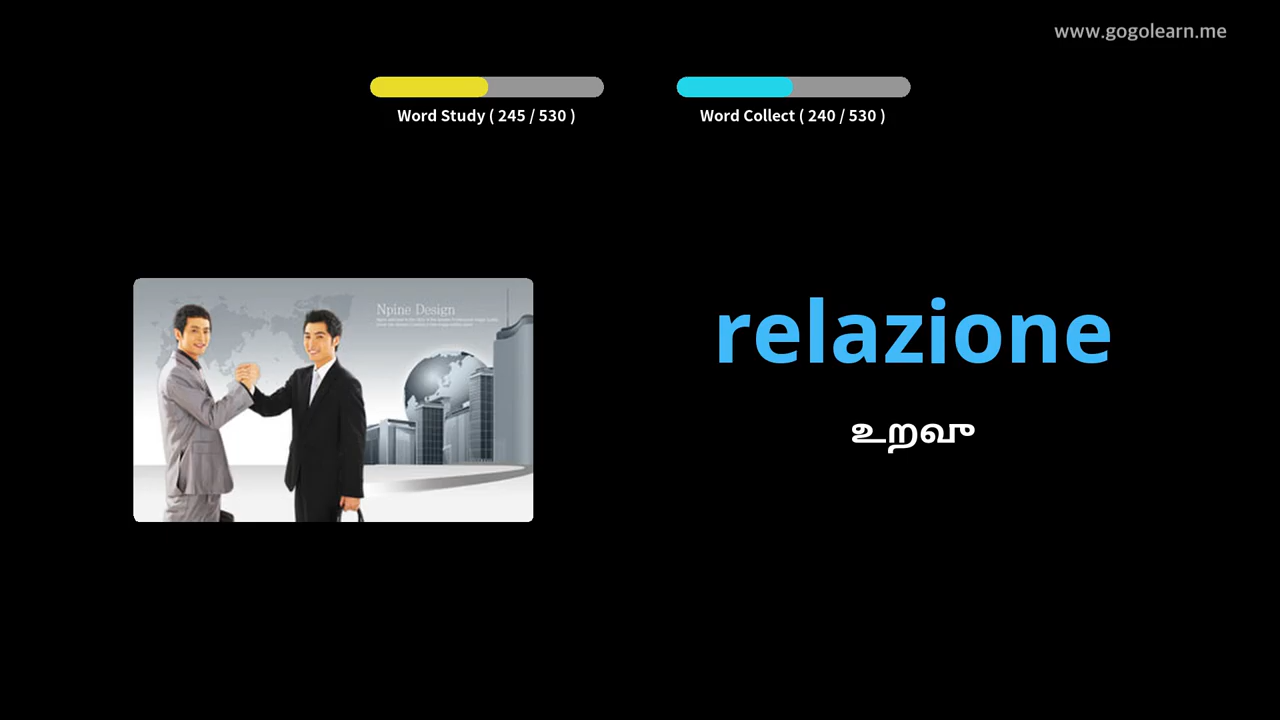 www.gogolearn.me
Word Study ( 245 / 530 )
Word Collect ( 240 / 530 )
Npine Design
relazione
உறவு